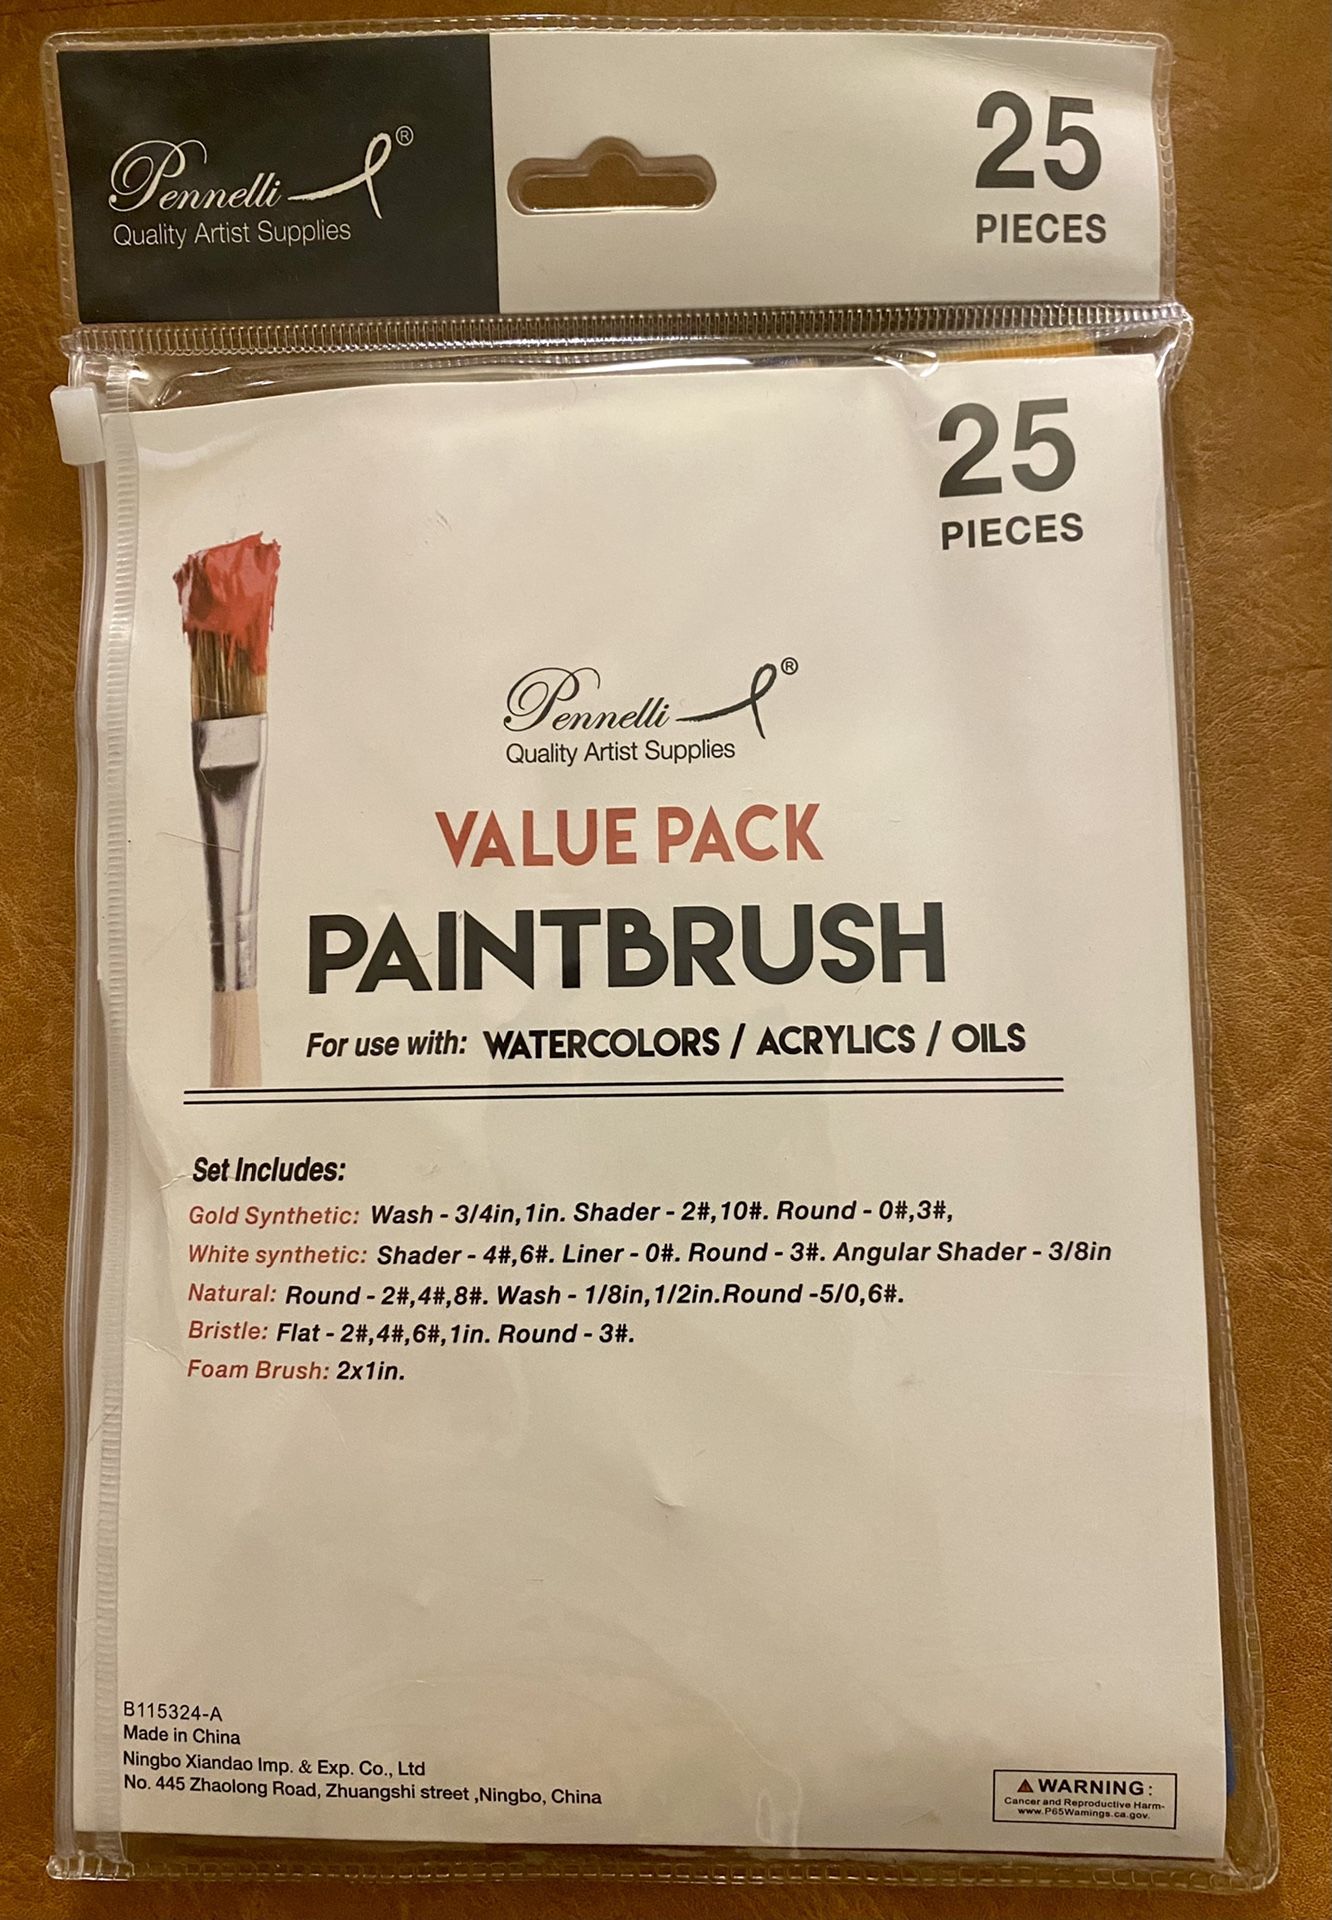 Pennelli ®
Quality Artist Supplies
25
PIECES
25
PIECES
Pennelli ®
Quality Artist Supplies
VALUE PACK
PAINTBRUSH
For use with: WATERCOLORS / ACRYLICS / OILS
Set Includes:
Gold Synthetic: Wash - 3/4in,1in. Shader - 2#,10#. Round - 0#,3#,
White synthetic: Shader - 4#,6#. Liner - 0#. Round - 3#. Angular Shader - 3/8in
Natural: Round - 2#,4#,8#. Wash - 1/8in,1/2in.Round -5/0,6#.
Bristle: Flat - 2#,4#,6#,1in. Round - 3#.
Foam Brush: 2x1in.
B115324-A
Made in China
Ningbo Xiandao Imp. & Exp. Co., Ltd
No. 445 Zhaolong Road, Zhuangshi street ,Ningbo, China
⚠ WARNING:
Cancer and Reproductive Harm-
www.P65Warnings.ca.gov.